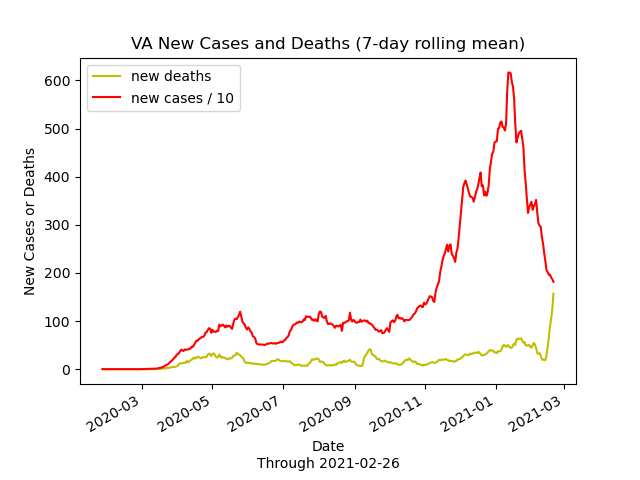 VA New Cases and Deaths (7-day rolling mean)
new deaths
new cases / 10
600
500
400
300
200
100
0
New Cases or Deaths
2020-03
2020-05
2020-07
2020-09
2020-11
2021-01
2021-03
Date
Through 2021-02-26